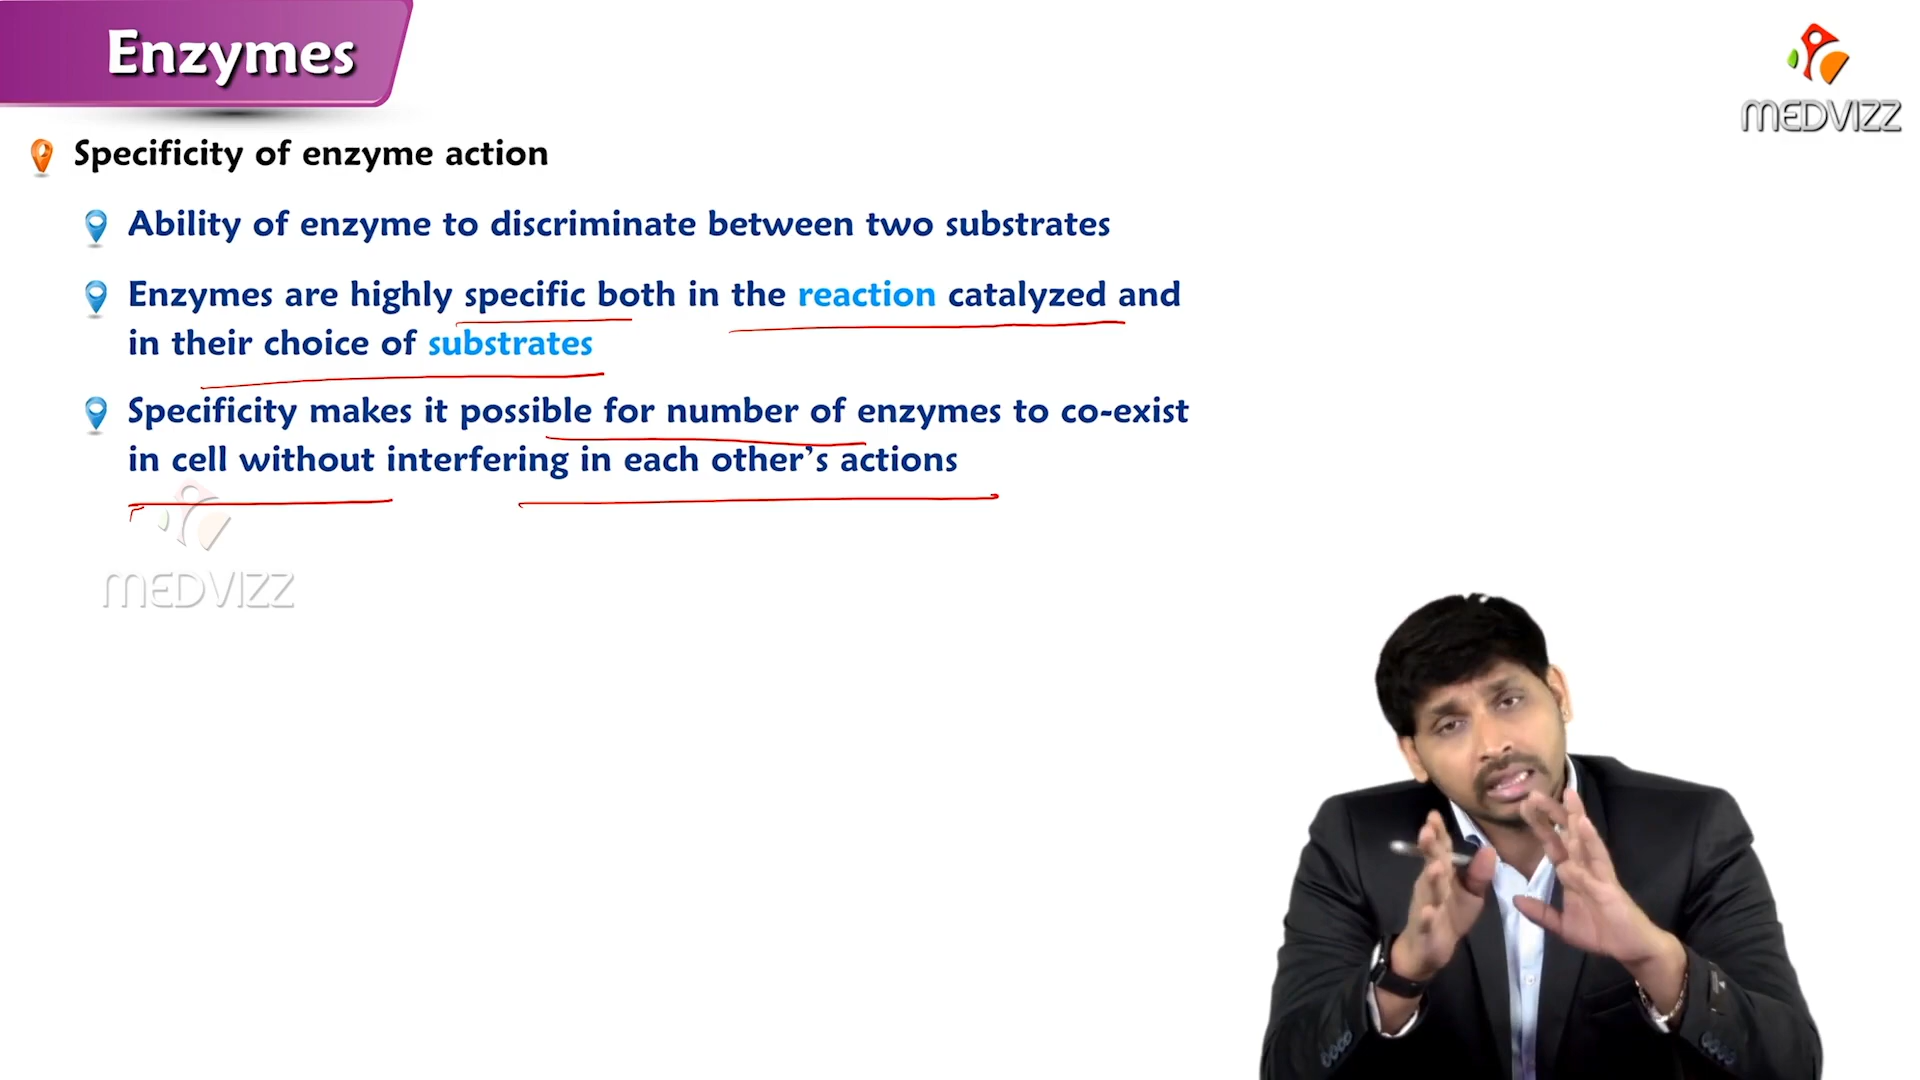 Enzymes
MEDVIZZ
Specificity of enzyme action
Ability of enzyme to discriminate between two substrates
Enzymes are highly specific both in the reaction catalyzed and
in their choice of substrates
Specificity makes it possible for number of enzymes to co-exist
in cell without interfering in each other's actions
MEDVIZZ